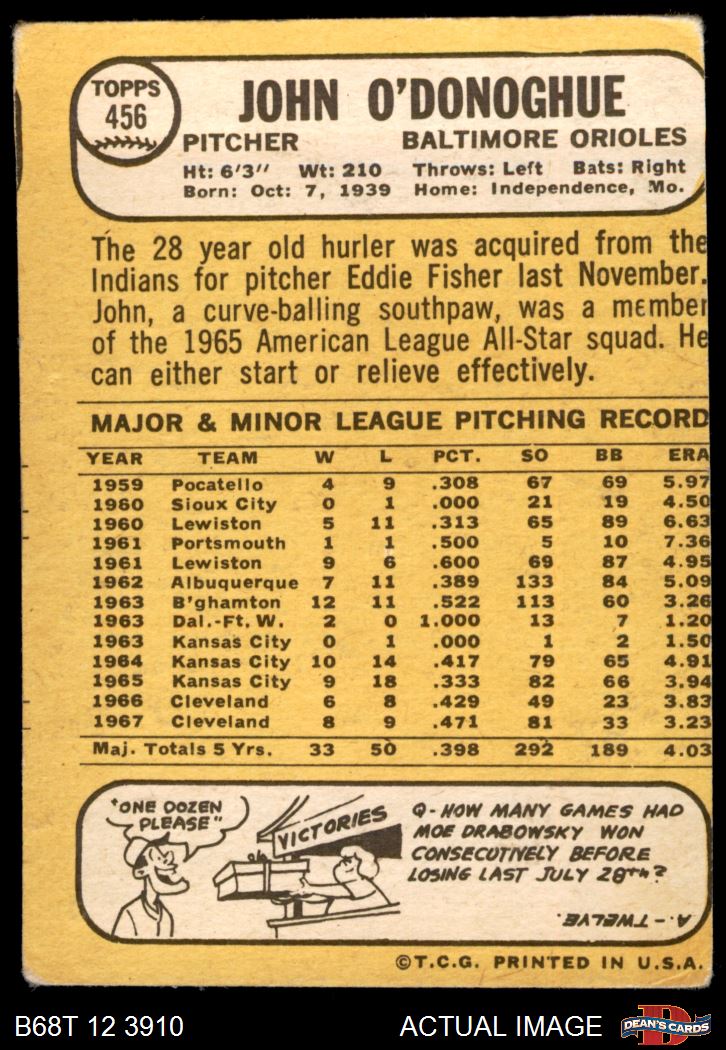 TOPPS
456
JOHN O'DONOGHUE
PITCHER BALTIMORE ORIOLES
Ht: 6'3" Wt: 210 Throws: Left Bats: Right
Born: Oct: 7, 1939 Home: Independence, Mo.
The 28 year old hurler was acquired from the
Indians for pitcher Eddie Fisher last November.
John, a curve-balling southpaw, was a member
of the 1965 American League All-Star squad. He
can either start or relieve effectively.
MAJOR & MINOR LEAGUE PITCHING RECORD
YEAR TEAM W L PCT. SO BB ERA
1959 Pocatello 4 9 .308 67 69 5.97
1960 Sioux City 0 1 .000 21 19 4.50
1960 Lewiston 5 11 .313 65 89 6.63
1961 Portsmouth 1 1 .500 5 10 7.36
1961 Lewiston 9 6 .600 69 87 4.95
1962 Albuquerque 7 11 .389 133 84 5.09
1963 B'ghamton 12 11 .522 113 60 3.26
1963 Dal.-Ft. W. 2 0 1.000 13 7 1.20
1963 Kansas City 0 1 .000 1 2 1.50
1964 Kansas City 10 14 .417 79 65 4.91
1965 Kansas City 9 18 .333 82 66 3.94
1966 Cleveland 6 8 .429 49 23 3.83
1967 Cleveland 8 9 .471 81 33 3.23
Maj. Totals 5 Yrs. 33 50 .398 292 189 4.03
"ONE DOZEN
PLEASE"
VICTORIES
Q-HOW MANY GAMES HAD
MOE DRABOWSKY WON
CONSECUTIVELY BEFORE
LOSING LAST JULY 28TH?
A.-TWELVE.
©T.C.G. PRINTED IN U.S.A.
B68T 12 3910 ACTUAL IMAGE
D
DEAN'S CARDS